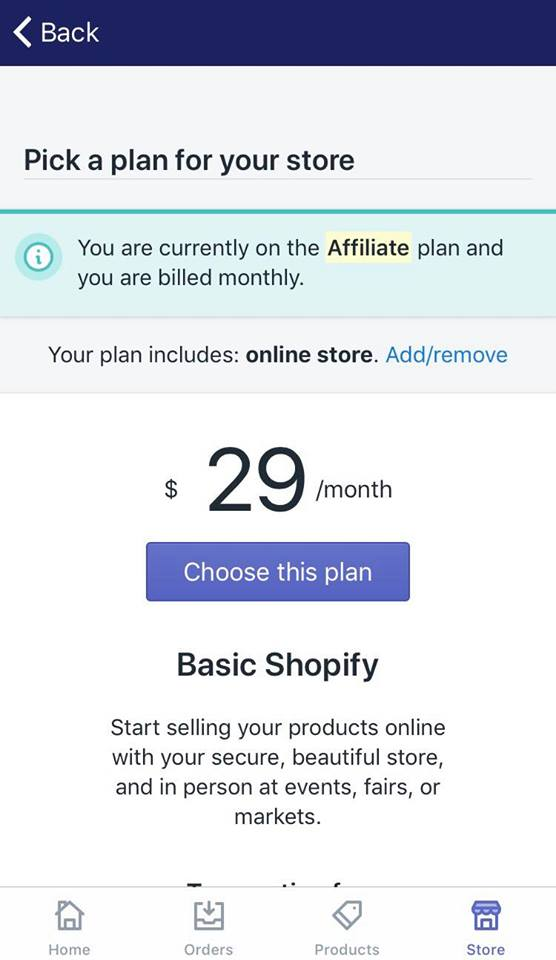 Back
Pick a plan for your store
You are currently on the Affiliate plan and
you are billed monthly.
Your plan includes: online store. Add/remove
$ 29 /month
Choose this plan
Basic Shopify
Start selling your products online
with your secure, beautiful store,
and in person at events, fairs, or
markets.
Home Orders Products Store